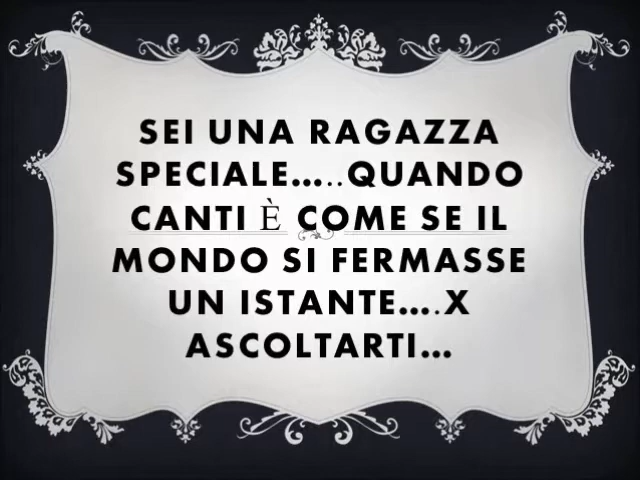 SEI UNA RAGAZZA
SPECIALE.....QUANDO
CANTI È COME SE IL
MONDO SI FERMASSE
UN ISTANTE....X
ASCOLTARTI...